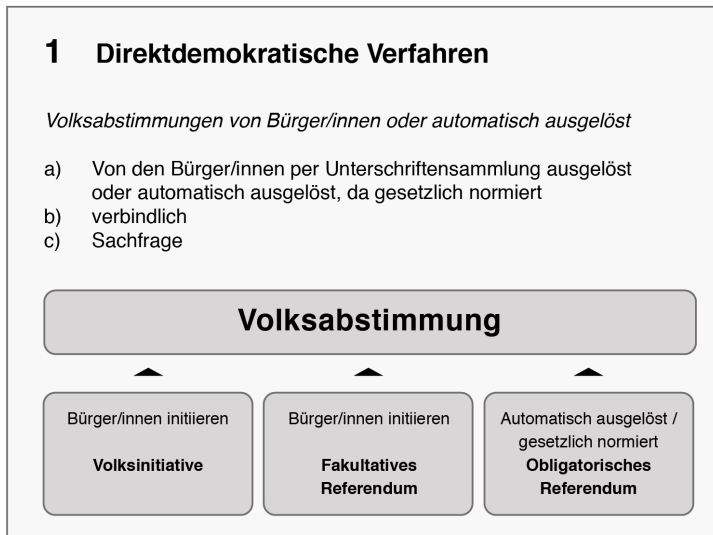 1 Direktdemokratische Verfahren
Volksabstimmungen von Bürger/innen oder automatisch ausgelöst
a) Von den Bürger/innen per Unterschriftensammlung ausgelöst
oder automatisch ausgelöst, da gesetzlich normiert
b) verbindlich
c) Sachfrage
Volksabstimmung
Bürger/innen initiieren
Volksinitiative
Bürger/innen initiieren
Fakultatives
Referendum
Automatisch ausgelöst /
gesetzlich normiert
Obligatorisches
Referendum